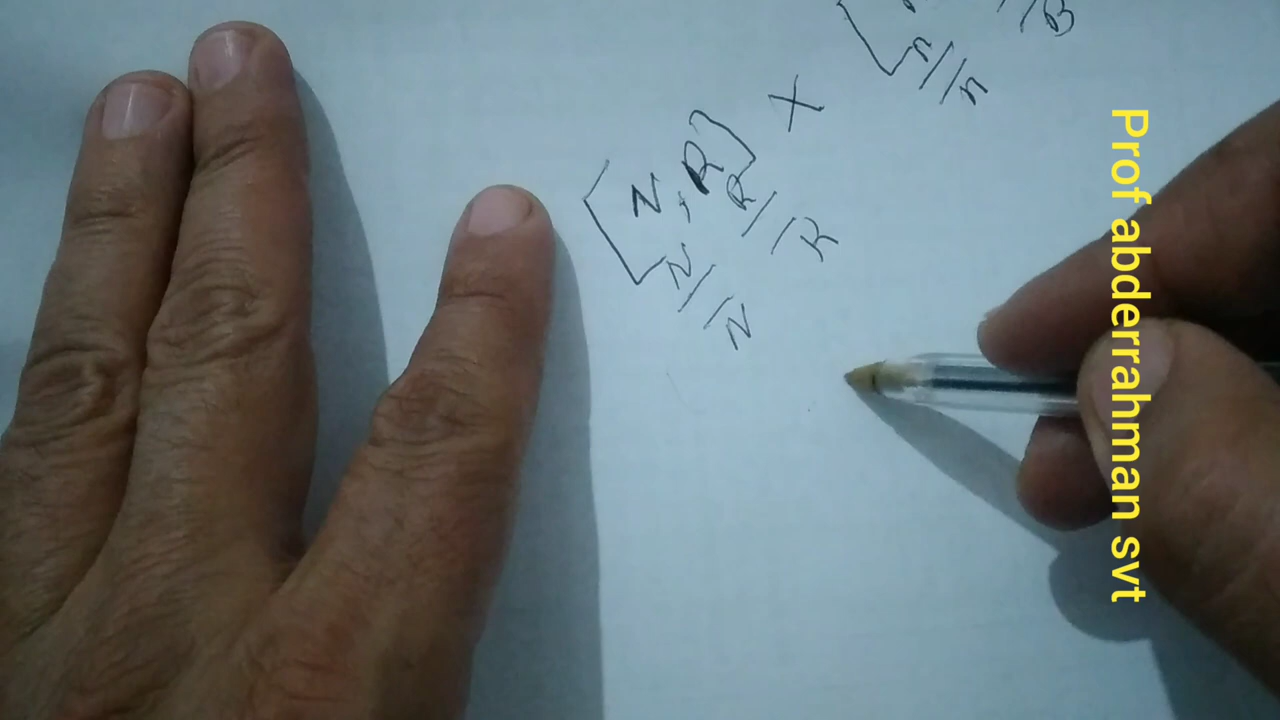 [N, R] X [
N//N R//R n//n //B
Prof abderrahman svt